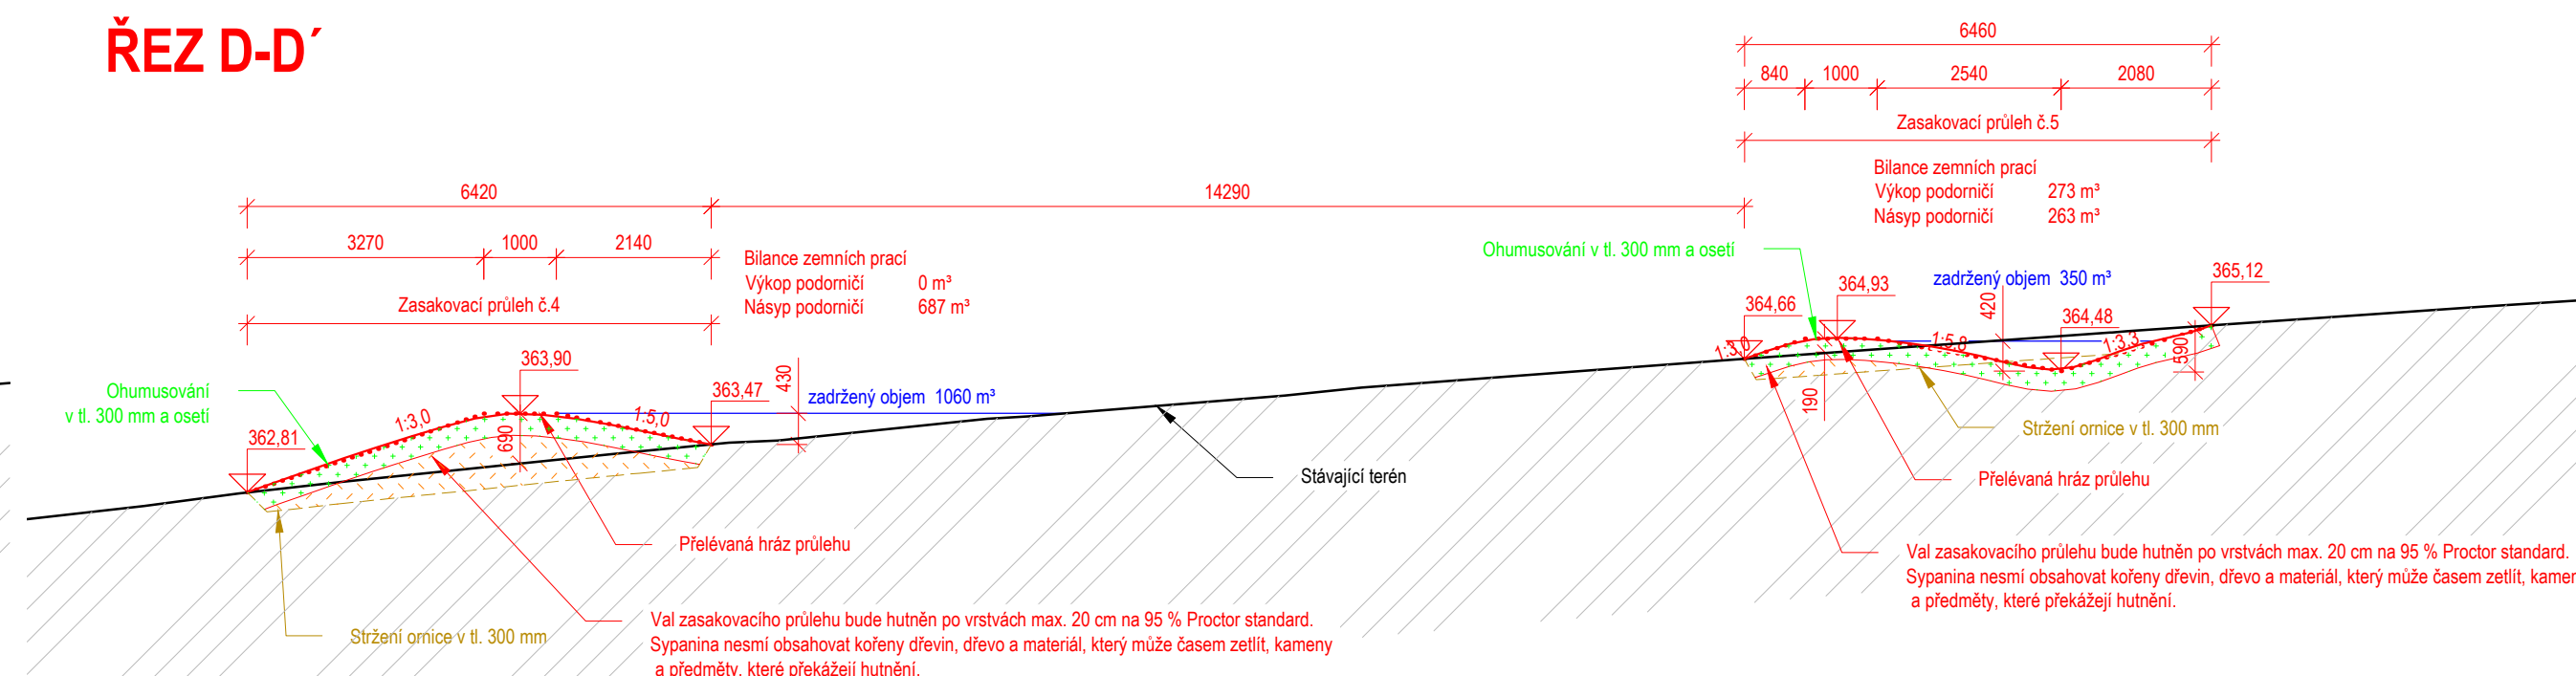 ŘEZ D-D´
6460
840 1000 2540 2080
Zasakovací průleh č.5
Bilance zemních prací
Výkop podorničí 273 m³
Násyp podorničí 263 m³
6420
14290
3270 1000 2140
Bilance zemních prací
Výkop podorničí 0 m³
Násyp podorničí 687 m³
Zasakovací průleh č.4
Ohumusování v tl. 300 mm a osetí
364,66
364,93
zadržený objem 350 m³
420
364,48
365,12
1:3,0
1:5,8
1:3,3
590
190
363,90
363,47
430
zadržený objem 1060 m³
Ohumusování
v tl. 300 mm a osetí
1:3,0
690
1:5,0
362,81
Stržení ornice v tl. 300 mm
Stávající terén
Přelévaná hráz průlehu
Přelévaná hráz průlehu
Val zasakovacího průlehu bude hutněn po vrstvách max. 20 cm na 95 % Proctor standard.
Sypanina nesmí obsahovat kořeny dřevin, dřevo a materiál, který může časem zetlít, kamen
a předměty, které překážejí hutnění.
Stržení ornice v tl. 300 mm
Val zasakovacího průlehu bude hutněn po vrstvách max. 20 cm na 95 % Proctor standard.
Sypanina nesmí obsahovat kořeny dřevin, dřevo a materiál, který může časem zetlít, kameny
a předměty, které překážejí hutnění.